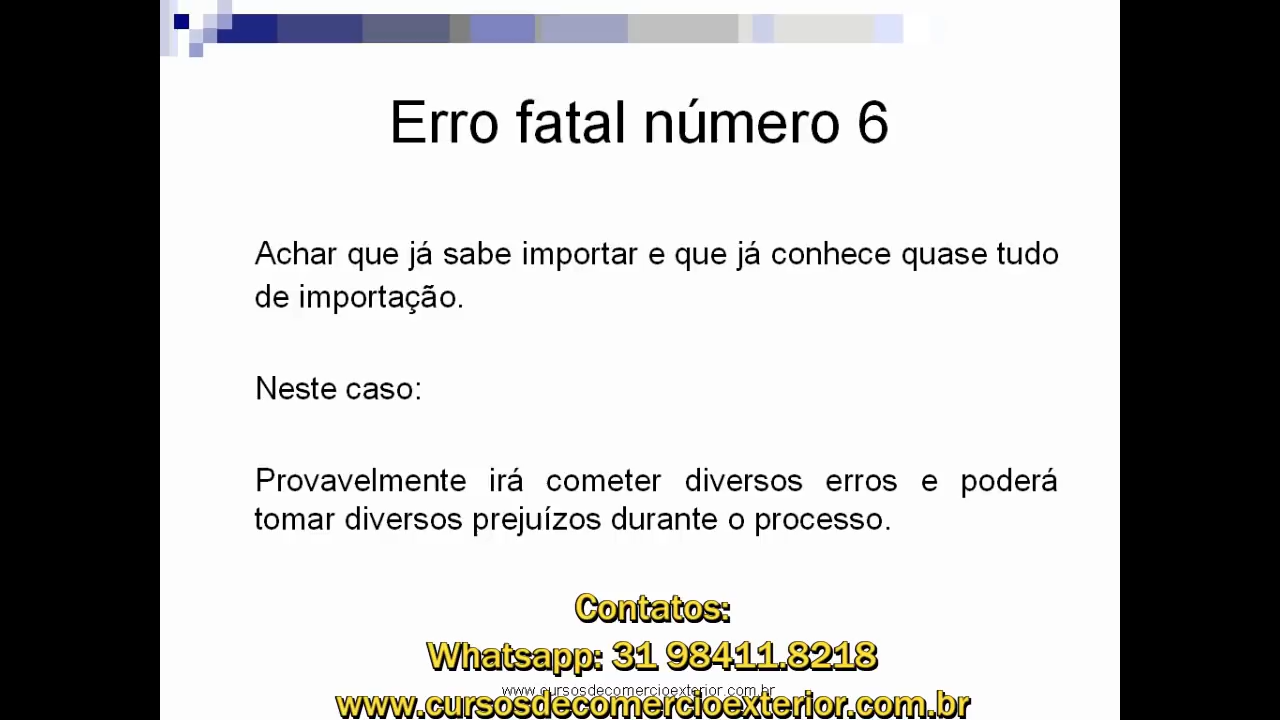 Erro fatal número 6
Achar que já sabe importar e que já conhece quase tudo
de importação.
Neste caso:
Provavelmente irá cometer diversos erros e poderá
tomar diversos prejuízos durante o processo.
Contatos:
Whatsapp: 31 98411.8218
www.cursosdecomercioexterior.com.br
www.cursosdecomercioexterior.com.br